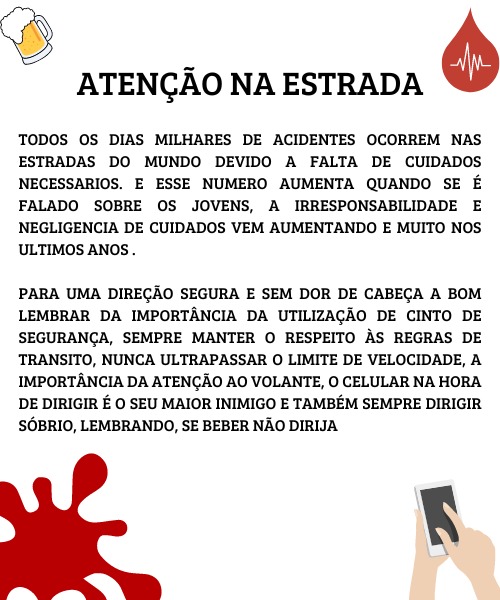 ATENÇÃO NA ESTRADA
TODOS OS DIAS MILHARES DE ACIDENTES OCORREM NAS
ESTRADAS DO MUNDO DEVIDO A FALTA DE CUIDADOS
NECESSARIOS. E ESSE NUMERO AUMENTA QUANDO SE É
FALADO SOBRE OS JOVENS, A IRRESPONSABILIDADE E
NEGLIGENCIA DE CUIDADOS VEM AUMENTANDO E MUITO NOS
ULTIMOS ANOS .
PARA UMA DIREÇÃO SEGURA E SEM DOR DE CABEÇA A BOM
LEMBRAR DA IMPORTÂNCIA DA UTILIZAÇÃO DE CINTO DE
SEGURANÇA, SEMPRE MANTER O RESPEITO ÀS REGRAS DE
TRANSITO, NUNCA ULTRAPASSAR O LIMITE DE VELOCIDADE, A
IMPORTÂNCIA DA ATENÇÃO AO VOLANTE, O CELULAR NA HORA
DE DIRIGIR É O SEU MAIOR INIMIGO E TAMBÉM SEMPRE DIRIGIR
SÓBRIO, LEMBRANDO, SE BEBER NÃO DIRIJA